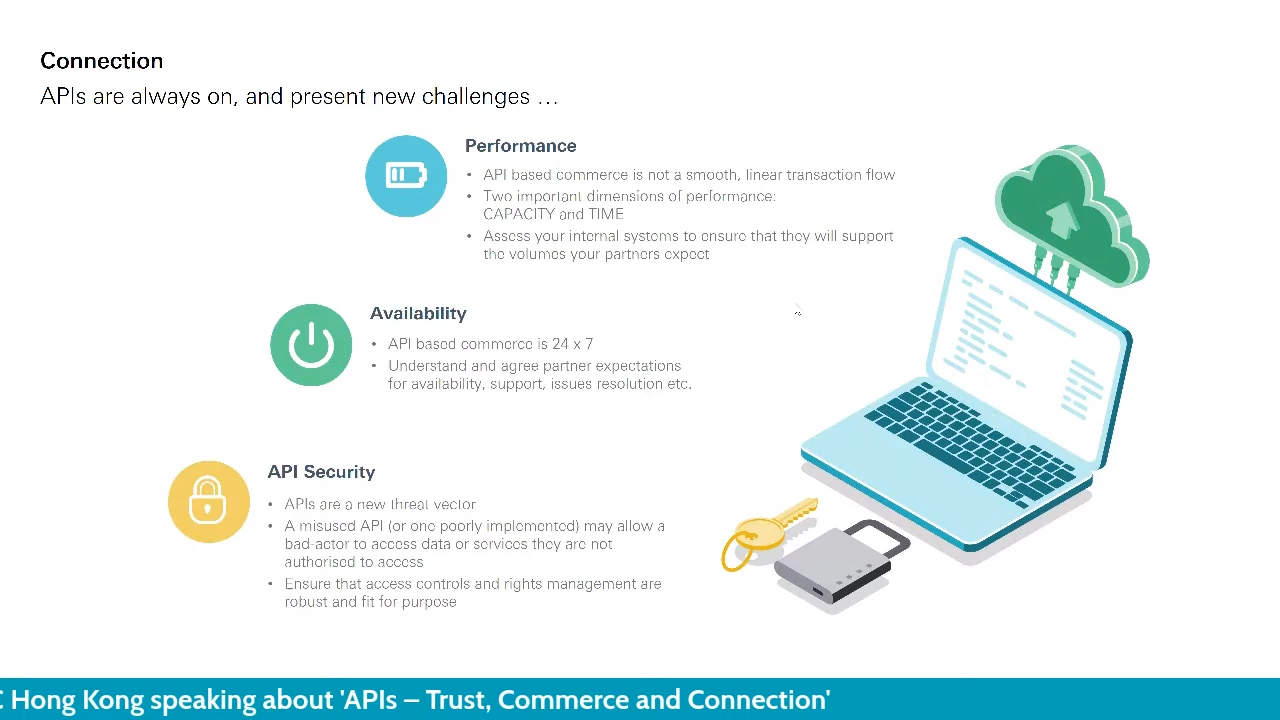 Connection
APIs are always on, and present new challenges …
Performance
• API based commerce is not a smooth, linear transaction flow
• Two important dimensions of performance:
CAPACITY and TIME
• Assess your internal systems to ensure that they will support
the volumes your partners expect
Availability
• API based commerce is 24 x 7
• Understand and agree partner expectations
for availability, support, issues resolution etc.
API Security
• APIs are a new threat vector
• A misused API (or one poorly implemented) may allow a
bad-actor to access data or services they are not
authorised to access
• Ensure that access controls and rights management are
robust and fit for purpose
Hong Kong speaking about 'APIs – Trust, Commerce and Connection'